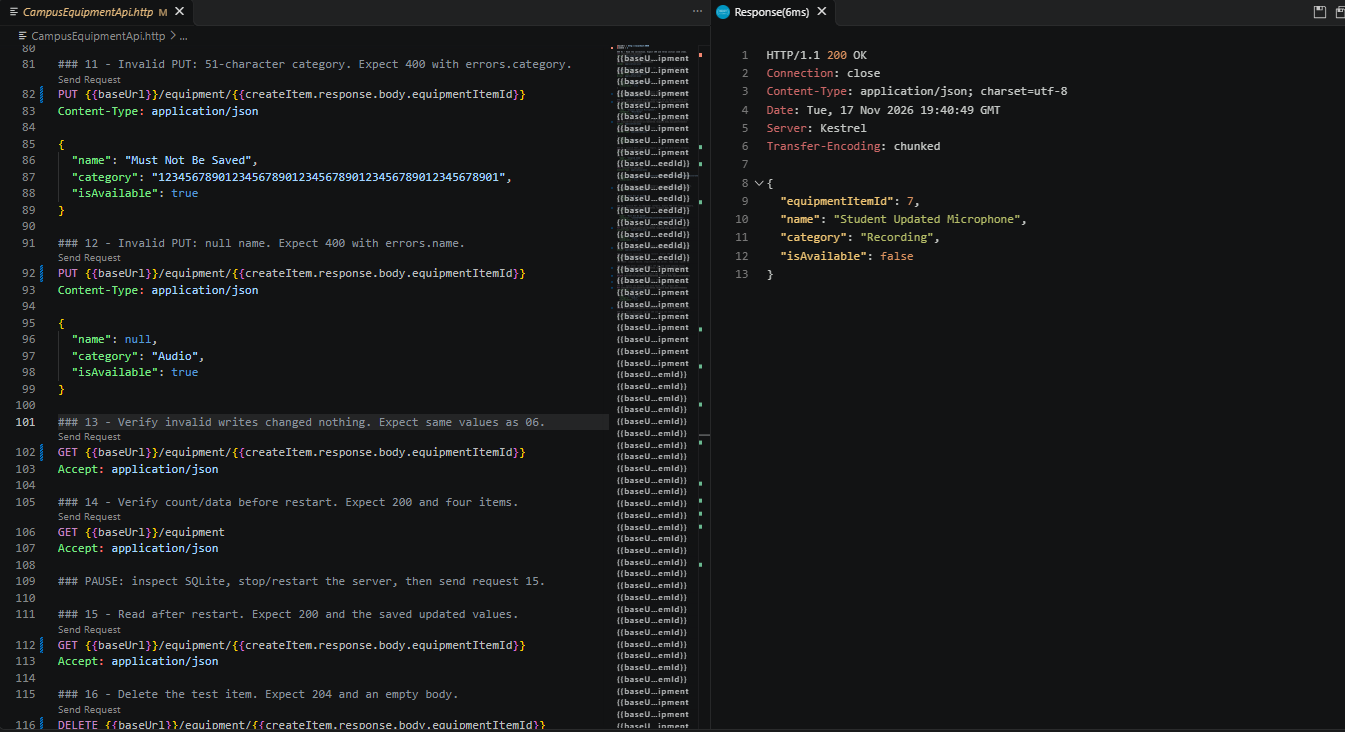 CampusEquipmentApi.http M
CampusEquipmentApi.http > ...
80
81 ### 11 - Invalid PUT: 51-character category. Expect 400 with errors.category.
Send Request
82 PUT {{baseUrl}}/equipment/{{createItem.response.body.equipmentItemId}}
83 Content-Type: application/json
84
85 {
86 "name": "Must Not Be Saved",
87 "category": "123456789012345678901234567890123456789012345678901",
88 "isAvailable": true
89 }
90
91 ### 12 - Invalid PUT: null name. Expect 400 with errors.name.
Send Request
92 PUT {{baseUrl}}/equipment/{{createItem.response.body.equipmentItemId}}
93 Content-Type: application/json
94
95 {
96 "name": null,
97 "category": "Audio",
98 "isAvailable": true
99 }
100
101 ### 13 - Verify invalid writes changed nothing. Expect same values as 06.
Send Request
102 GET {{baseUrl}}/equipment/{{createItem.response.body.equipmentItemId}}
103 Accept: application/json
104
105 ### 14 - Verify count/data before restart. Expect 200 and four items.
Send Request
106 GET {{baseUrl}}/equipment
107 Accept: application/json
108
109 ### PAUSE: inspect SQLite, stop/restart the server, then send request 15.
110
111 ### 15 - Read after restart. Expect 200 and the saved updated values.
Send Request
112 GET {{baseUrl}}/equipment/{{createItem.response.body.equipmentItemId}}
113 Accept: application/json
114
115 ### 16 - Delete the test item. Expect 204 and an empty body.
Send Request
116 DELETE {{baseUrl}}/equipment/{{createItem.response.body.equipmentItemId}}
Response(6ms)
1 HTTP/1.1 200 OK
2 Connection: close
3 Content-Type: application/json; charset=utf-8
4 Date: Tue, 17 Nov 2026 19:40:49 GMT
5 Server: Kestrel
6 Transfer-Encoding: chunked
7
8 {
9 "equipmentItemId": 7,
10 "name": "Student Updated Microphone",
11 "category": "Recording",
12 "isAvailable": false
13 }